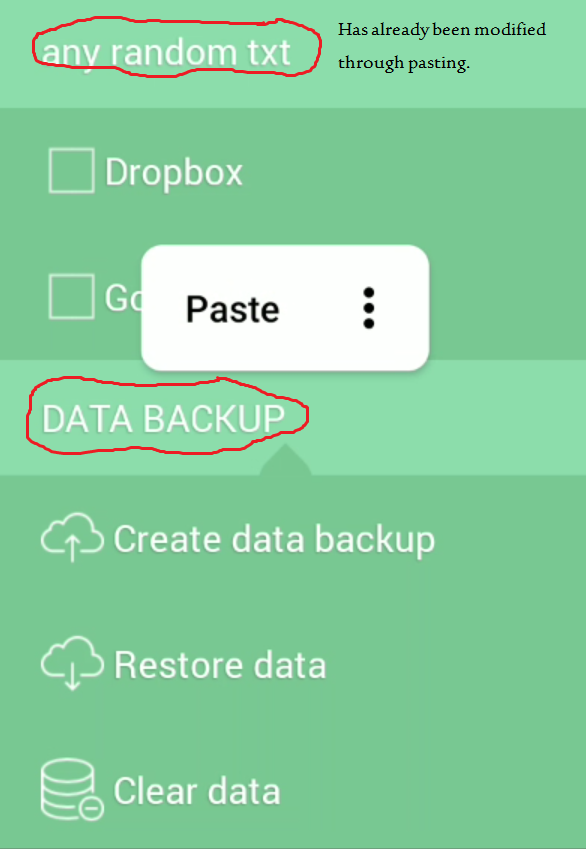 any random txt
Has already been modified
through pasting.
Dropbox
Paste
DATA BACKUP
Create data backup
Restore data
Clear data